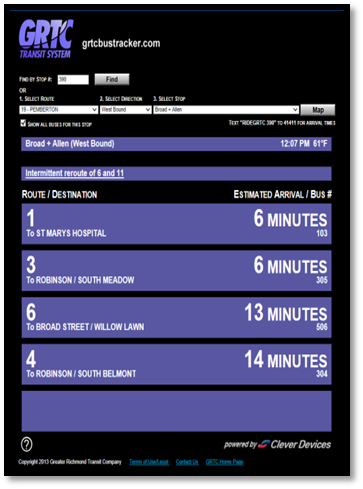 GRTC
TRANSIT SYSTEM
grtcbustracker.com
FIND BY STOP #: 390 Find
OR
1. SELECT ROUTE 2. SELECT DIRECTION 3. SELECT STOP
19 - PEMBERTON West Bound Broad + Allen Map
SHOW ALL BUSES FOR THIS STOP TEXT "RIDEGRTC 390" TO 41411 FOR ARRIVAL TIMES
Broad + Allen (West Bound) 12:07 PM 61°F
Intermittent reroute of 6 and 11
ROUTE / DESTINATION ESTIMATED ARRIVAL / BUS #
1 6 MINUTES
To ST MARYS HOSPITAL 103
3 6 MINUTES
To ROBINSON / SOUTH MEADOW 305
6 13 MINUTES
To BROAD STREET / WILLOW LAWN 506
4 14 MINUTES
To ROBINSON / SOUTH BELMONT 304
? powered by Clever Devices
Copyright 2013 Greater Richmond Transit Company Terms of Use/Legal Contact Us GRTC Home Page